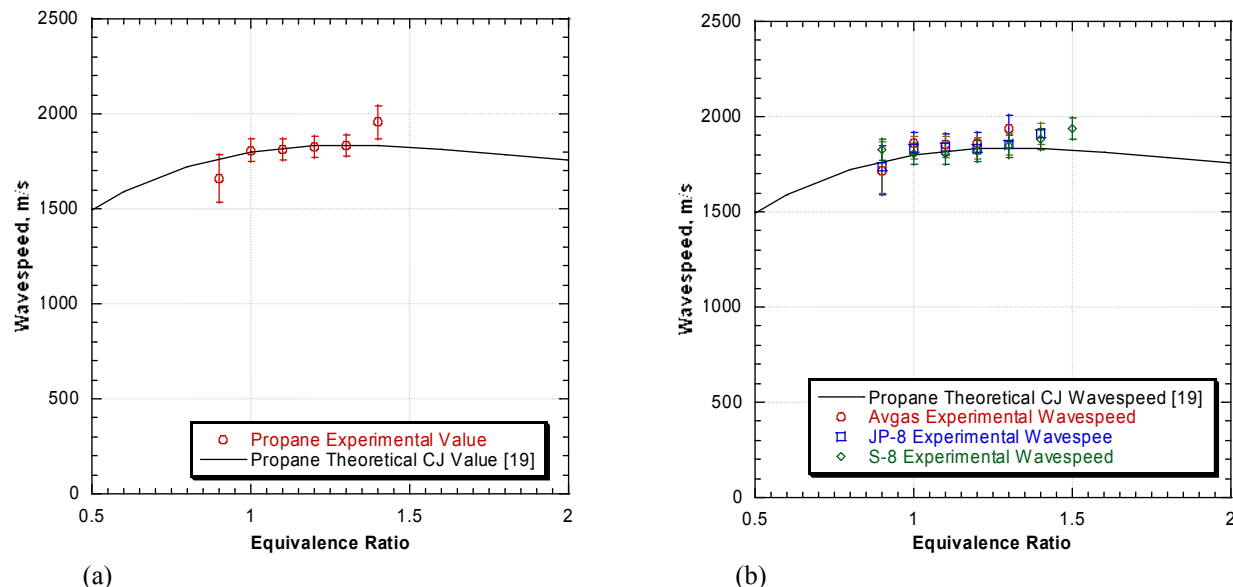 2500
2000
1500
1000
500
0
Wavespeed, m/s
0.5 1 1.5 2
Equivalence Ratio
Propane Experimental Value
Propane Theoretical CJ Value [19]
(a)
2500
2000
1500
1000
500
0
Wavespeed, m/s
0.5 1 1.5 2
Equivalence Ratio
Propane Theoretical CJ Wavespeed [19]
Avgas Experimental Wavespeed
JP-8 Experimental Wavespee
S-8 Experimental Wavespeed
(b)